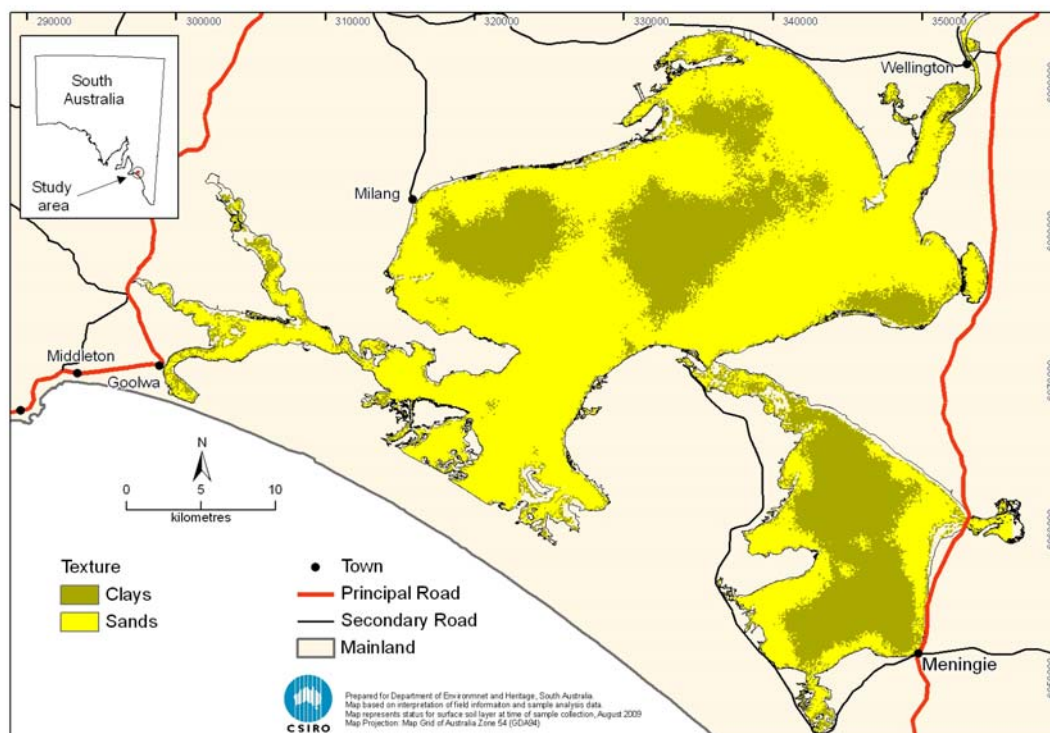 290000 300000 310000 320000 330000 340000 350000
South
Australia
Study
area
Wellington
Milang
Middleton
Goolwa
N
0 5 10
kilometres
Texture
Clays
Sands
Town
Principal Road
Secondary Road
Mainland
Meningie
CSIRO
Prepared for Department of Environmnet and Heritage, South Australia.
Map based on interpretation of field information and sample analysis data.
Map represents status for surface soil layer at time of sample collection, August 2009
Map Projection: Map Grid of Australia Zone 54 (GDA94)